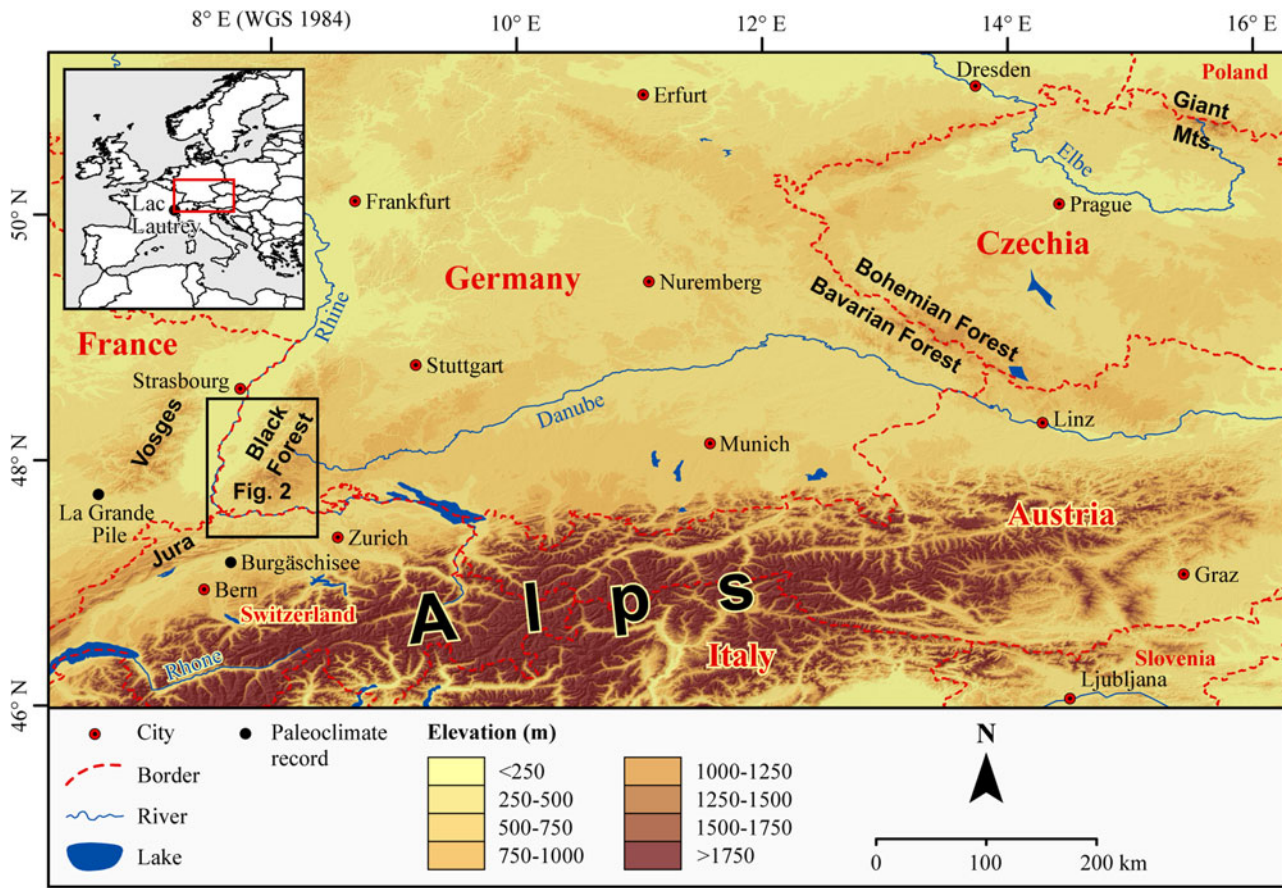 8° E (WGS 1984)
10° E
12° E
14° E
16° E
50° N
48° N
46° N
Lac
Lautrey
Erfurt
Dresden
Poland
Giant
Mts.
Elbe
Frankfurt
Prague
Czechia
Germany
Nuremberg
Bohemian Forest
Bavarian Forest
Rhine
France
Stuttgart
Strasbourg
Vosges
Black
Forest
Fig. 2
Danube
Munich
Linz
La Grande
Pile
Jura
Zurich
Burgäschisee
Bern
Switzerland
Austria
Graz
Alps
Italy
Rhone
Slovenia
Ljubljana
City
Border
River
Lake
Paleoclimate
record
Elevation (m)
<250
250-500
500-750
750-1000
1000-1250
1250-1500
1500-1750
>1750
N
0
100
200 km